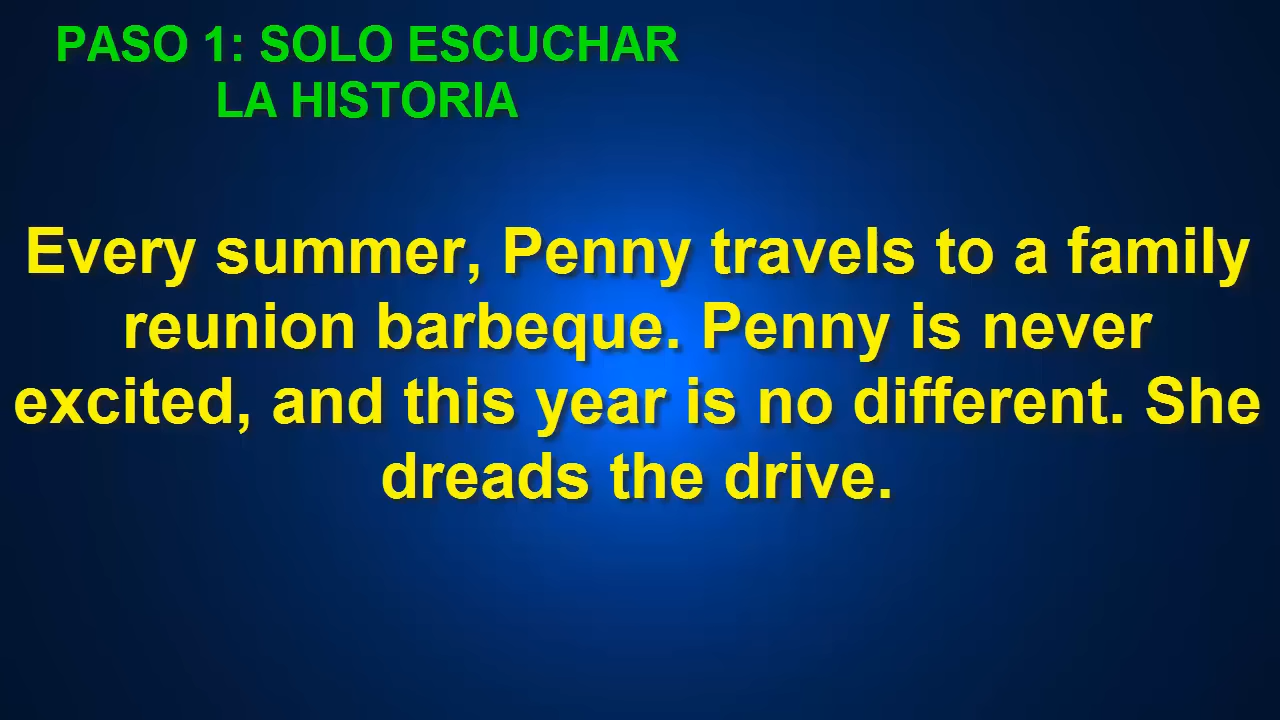 PASO 1: SOLO ESCUCHAR
LA HISTORIA
Every summer, Penny travels to a family
reunion barbeque. Penny is never
excited, and this year is no different. She
dreads the drive.